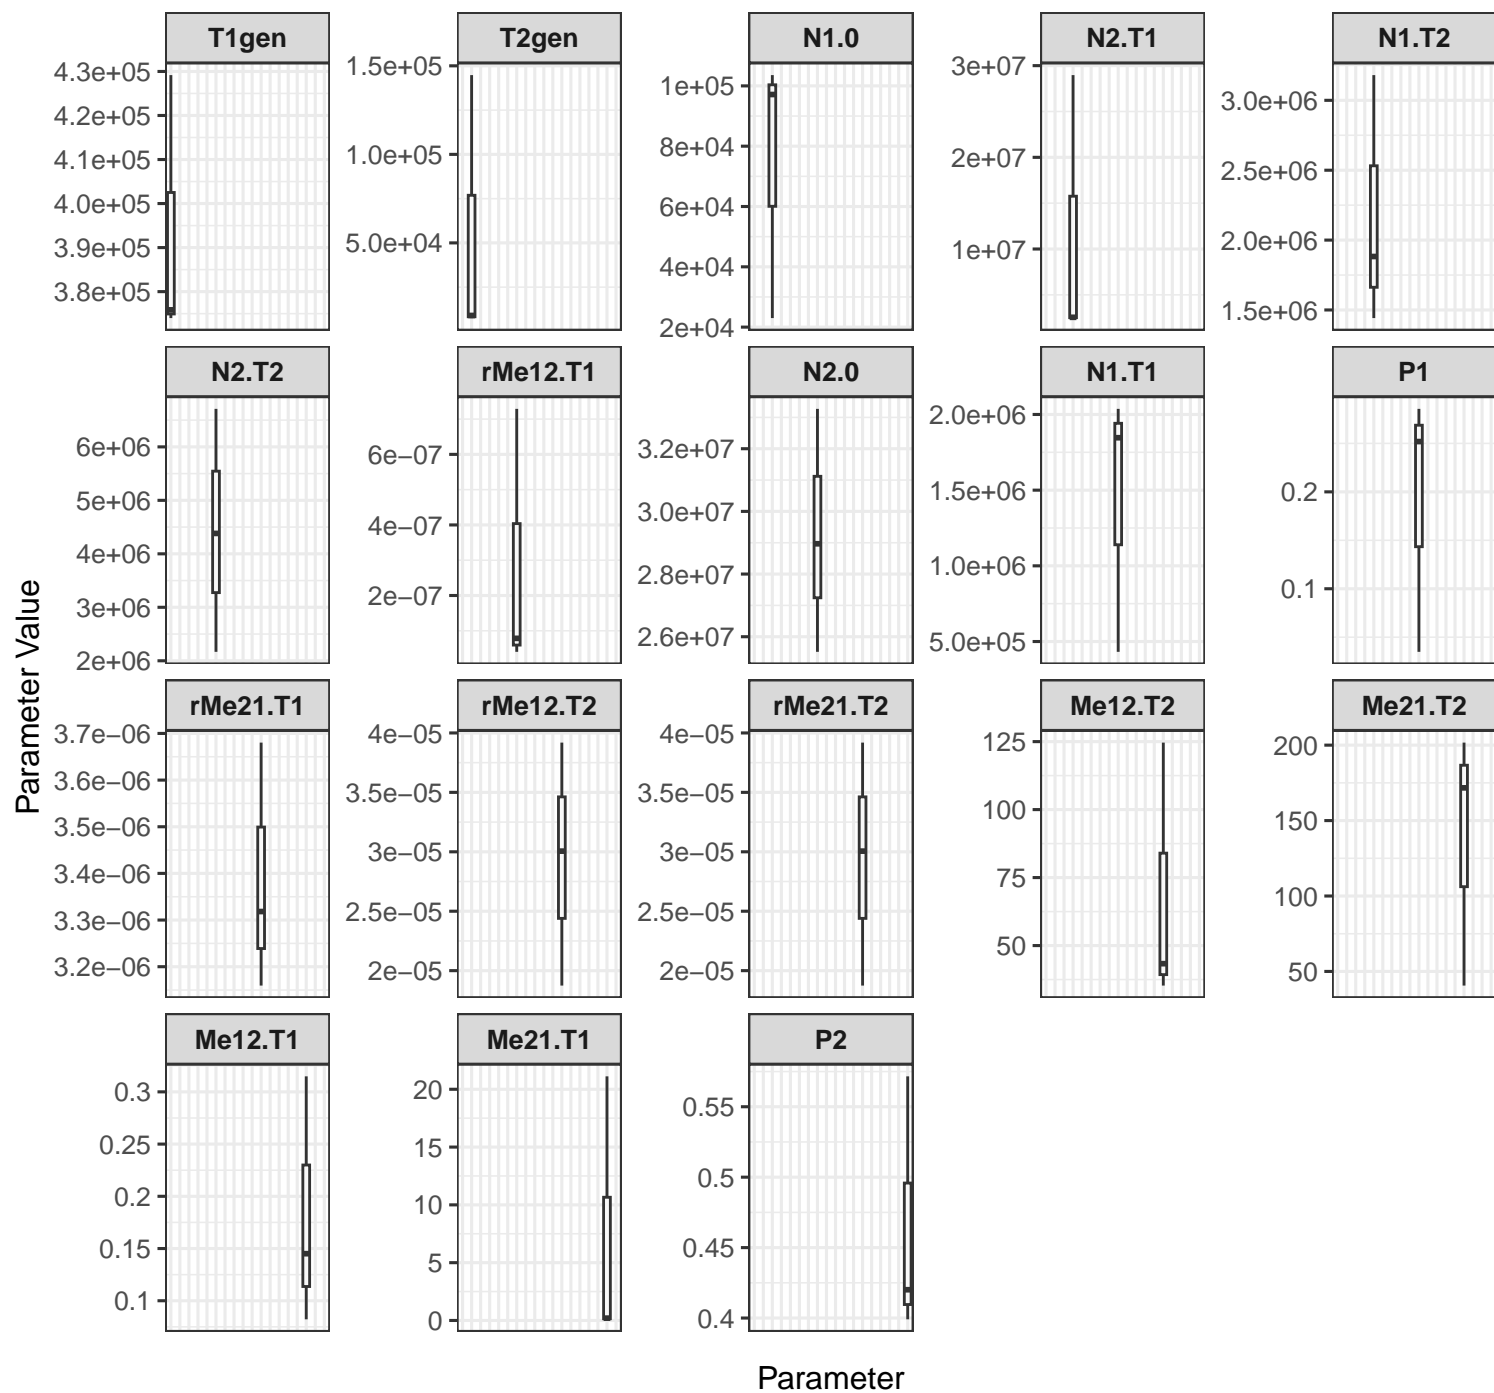 T1gen T2gen N1.0 N2.T1 N1.T2
4.3e+05
4.2e+05
4.1e+05
4.0e+05
3.9e+05
3.8e+05
1.5e+05
1.0e+05
5.0e+04
1e+05
8e+04
6e+04
4e+04
2e+04
3e+07
2e+07
1e+07
3.0e+06
2.5e+06
2.0e+06
1.5e+06
N2.T2 rMe12.T1 N2.0 N1.T1 P1
6e+06
5e+06
4e+06
3e+06
2e+06
6e−07
4e−07
2e−07
3.2e+07
3.0e+07
2.8e+07
2.6e+07
2.0e+06
1.5e+06
1.0e+06
5.0e+05
0.2
0.1
Parameter Value
rMe21.T1 rMe12.T2 rMe21.T2 Me12.T2 Me21.T2
3.7e−06
3.6e−06
3.5e−06
3.4e−06
3.3e−06
3.2e−06
4e−05
3.5e−05
3e−05
2.5e−05
2e−05
4e−05
3.5e−05
3e−05
2.5e−05
2e−05
125
100
75
50
200
150
100
50
Me12.T1 Me21.T1 P2
0.3
0.25
0.2
0.15
0.1
20
15
10
5
0
0.55
0.5
0.45
0.4
Parameter